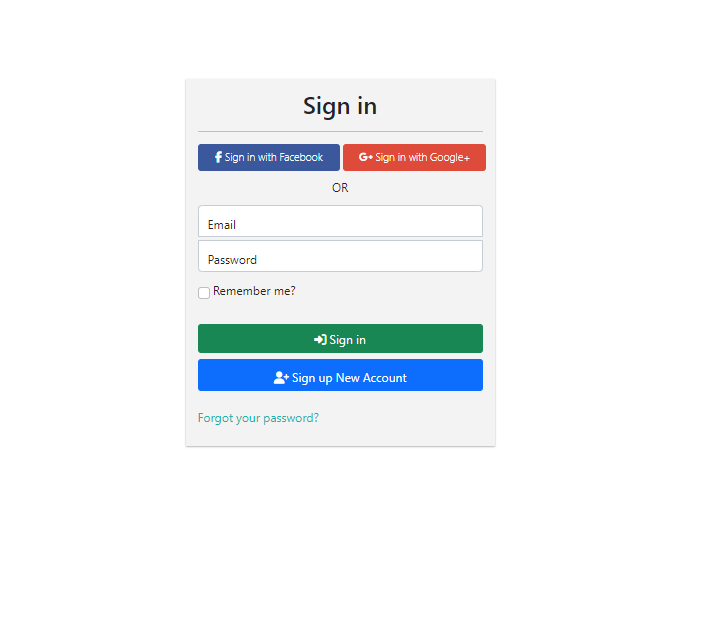 Sign in
Sign in with Facebook Sign in with Google+
OR
Email
Password
Remember me?
Sign in
Sign up New Account
Forgot your password?